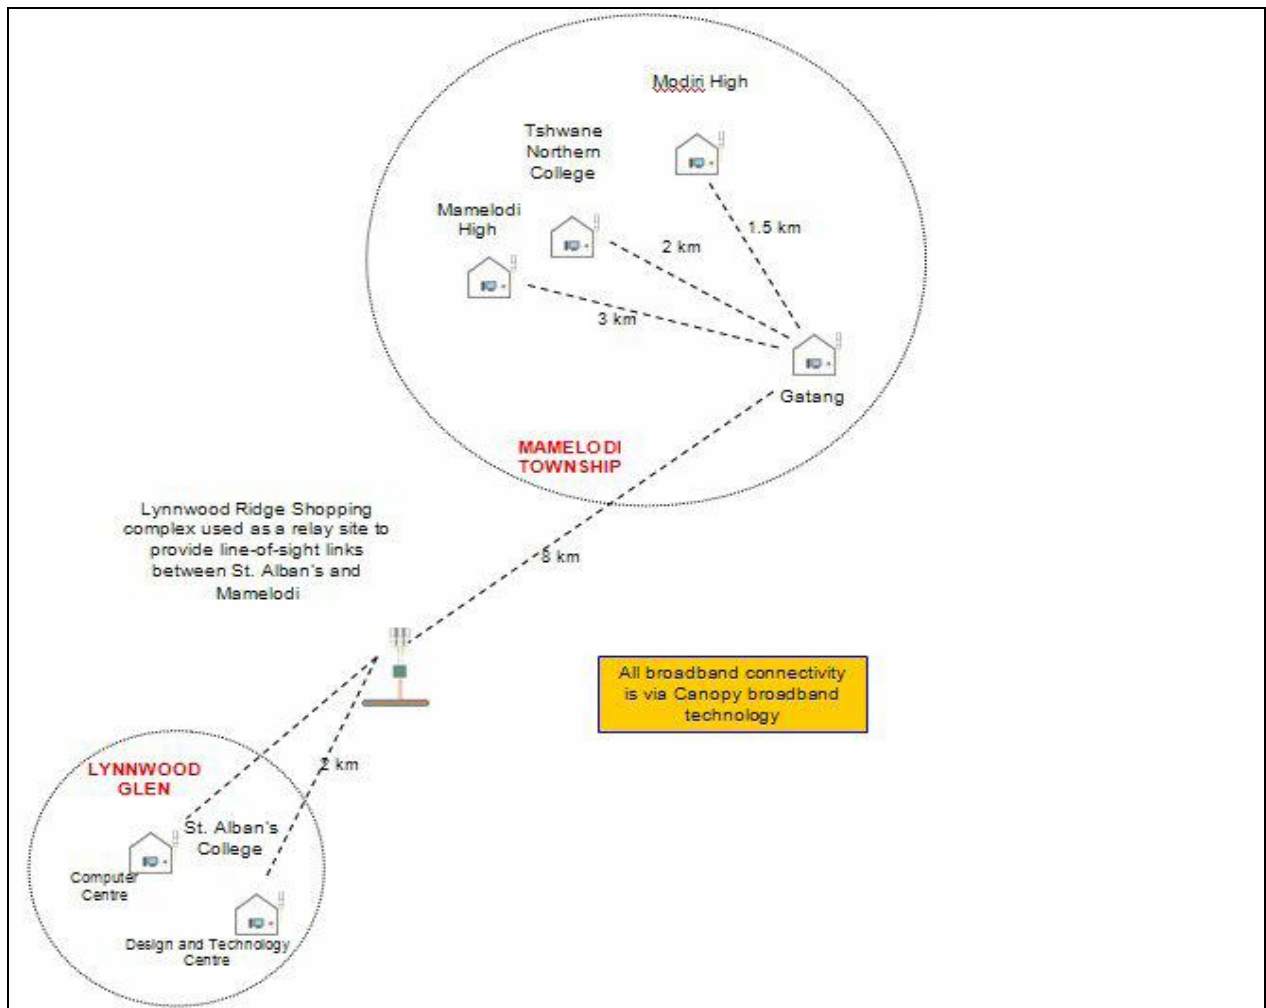 Modiri High
Tshwane
Northern
College
Mamelodi
High
1.5 km
2 km
3 km
Gatang
MAMELODI
TOWNSHIP
Lynnwood Ridge Shopping
complex used as a relay site to
provide line-of-sight links
between St. Alban's and
Mamelodi
8 km
All broadband connectivity
is via Canopy broadband
technology
2 km
LYNNWOOD
GLEN
St. Alban's
College
Computer
Centre
Design and Technology
Centre